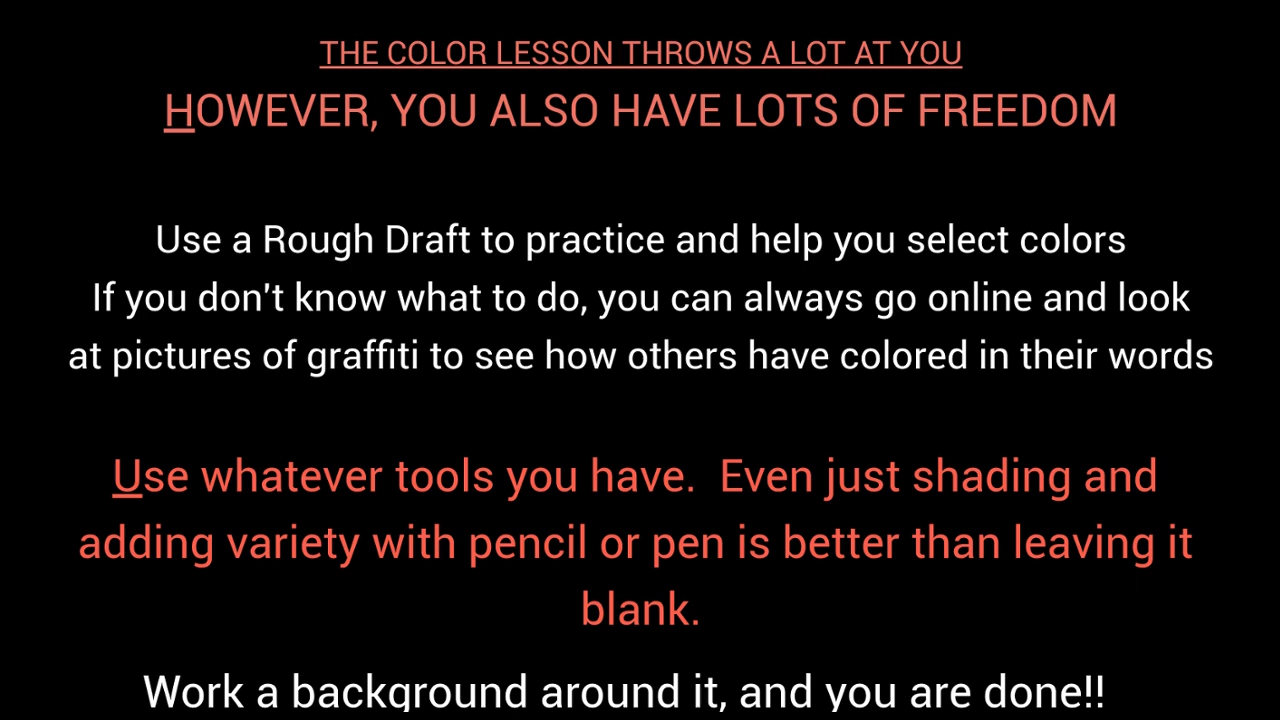 THE COLOR LESSON THROWS A LOT AT YOU
HOWEVER, YOU ALSO HAVE LOTS OF FREEDOM
Use a Rough Draft to practice and help you select colors
If you don't know what to do, you can always go online and look
at pictures of graffiti to see how others have colored in their words
Use whatever tools you have.  Even just shading and
adding variety with pencil or pen is better than leaving it
blank.
Work a background around it, and you are done!!